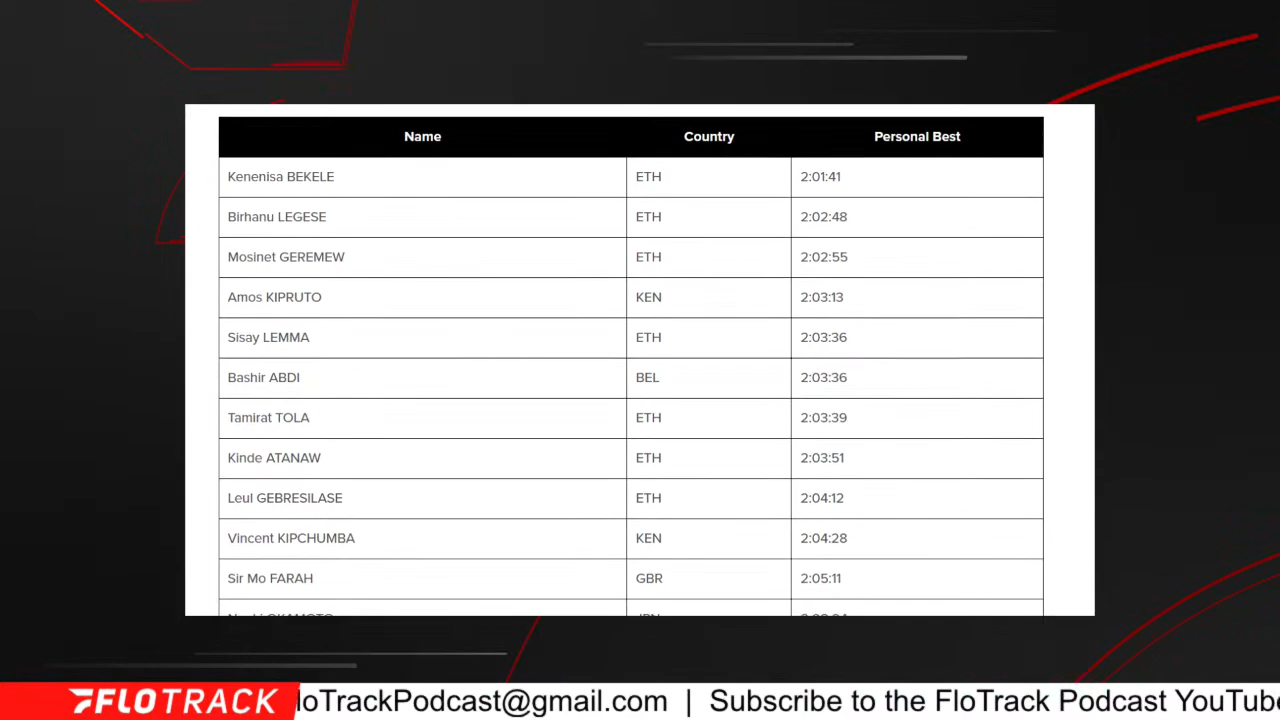 Name Country Personal Best
Kenenisa BEKELE ETH 2:01:41
Birhanu LEGESE ETH 2:02:48
Mosinet GEREMEW ETH 2:02:55
Amos KIPRUTO KEN 2:03:13
Sisay LEMMA ETH 2:03:36
Bashir ABDI BEL 2:03:36
Tamirat TOLA ETH 2:03:39
Kinde ATANAW ETH 2:03:51
Leul GEBRESILASE ETH 2:04:12
Vincent KIPCHUMBA KEN 2:04:28
Sir Mo FARAH GBR 2:05:11
FLOTRACK loTrackPodcast@gmail.com | Subscribe to the FloTrack Podcast YouTube